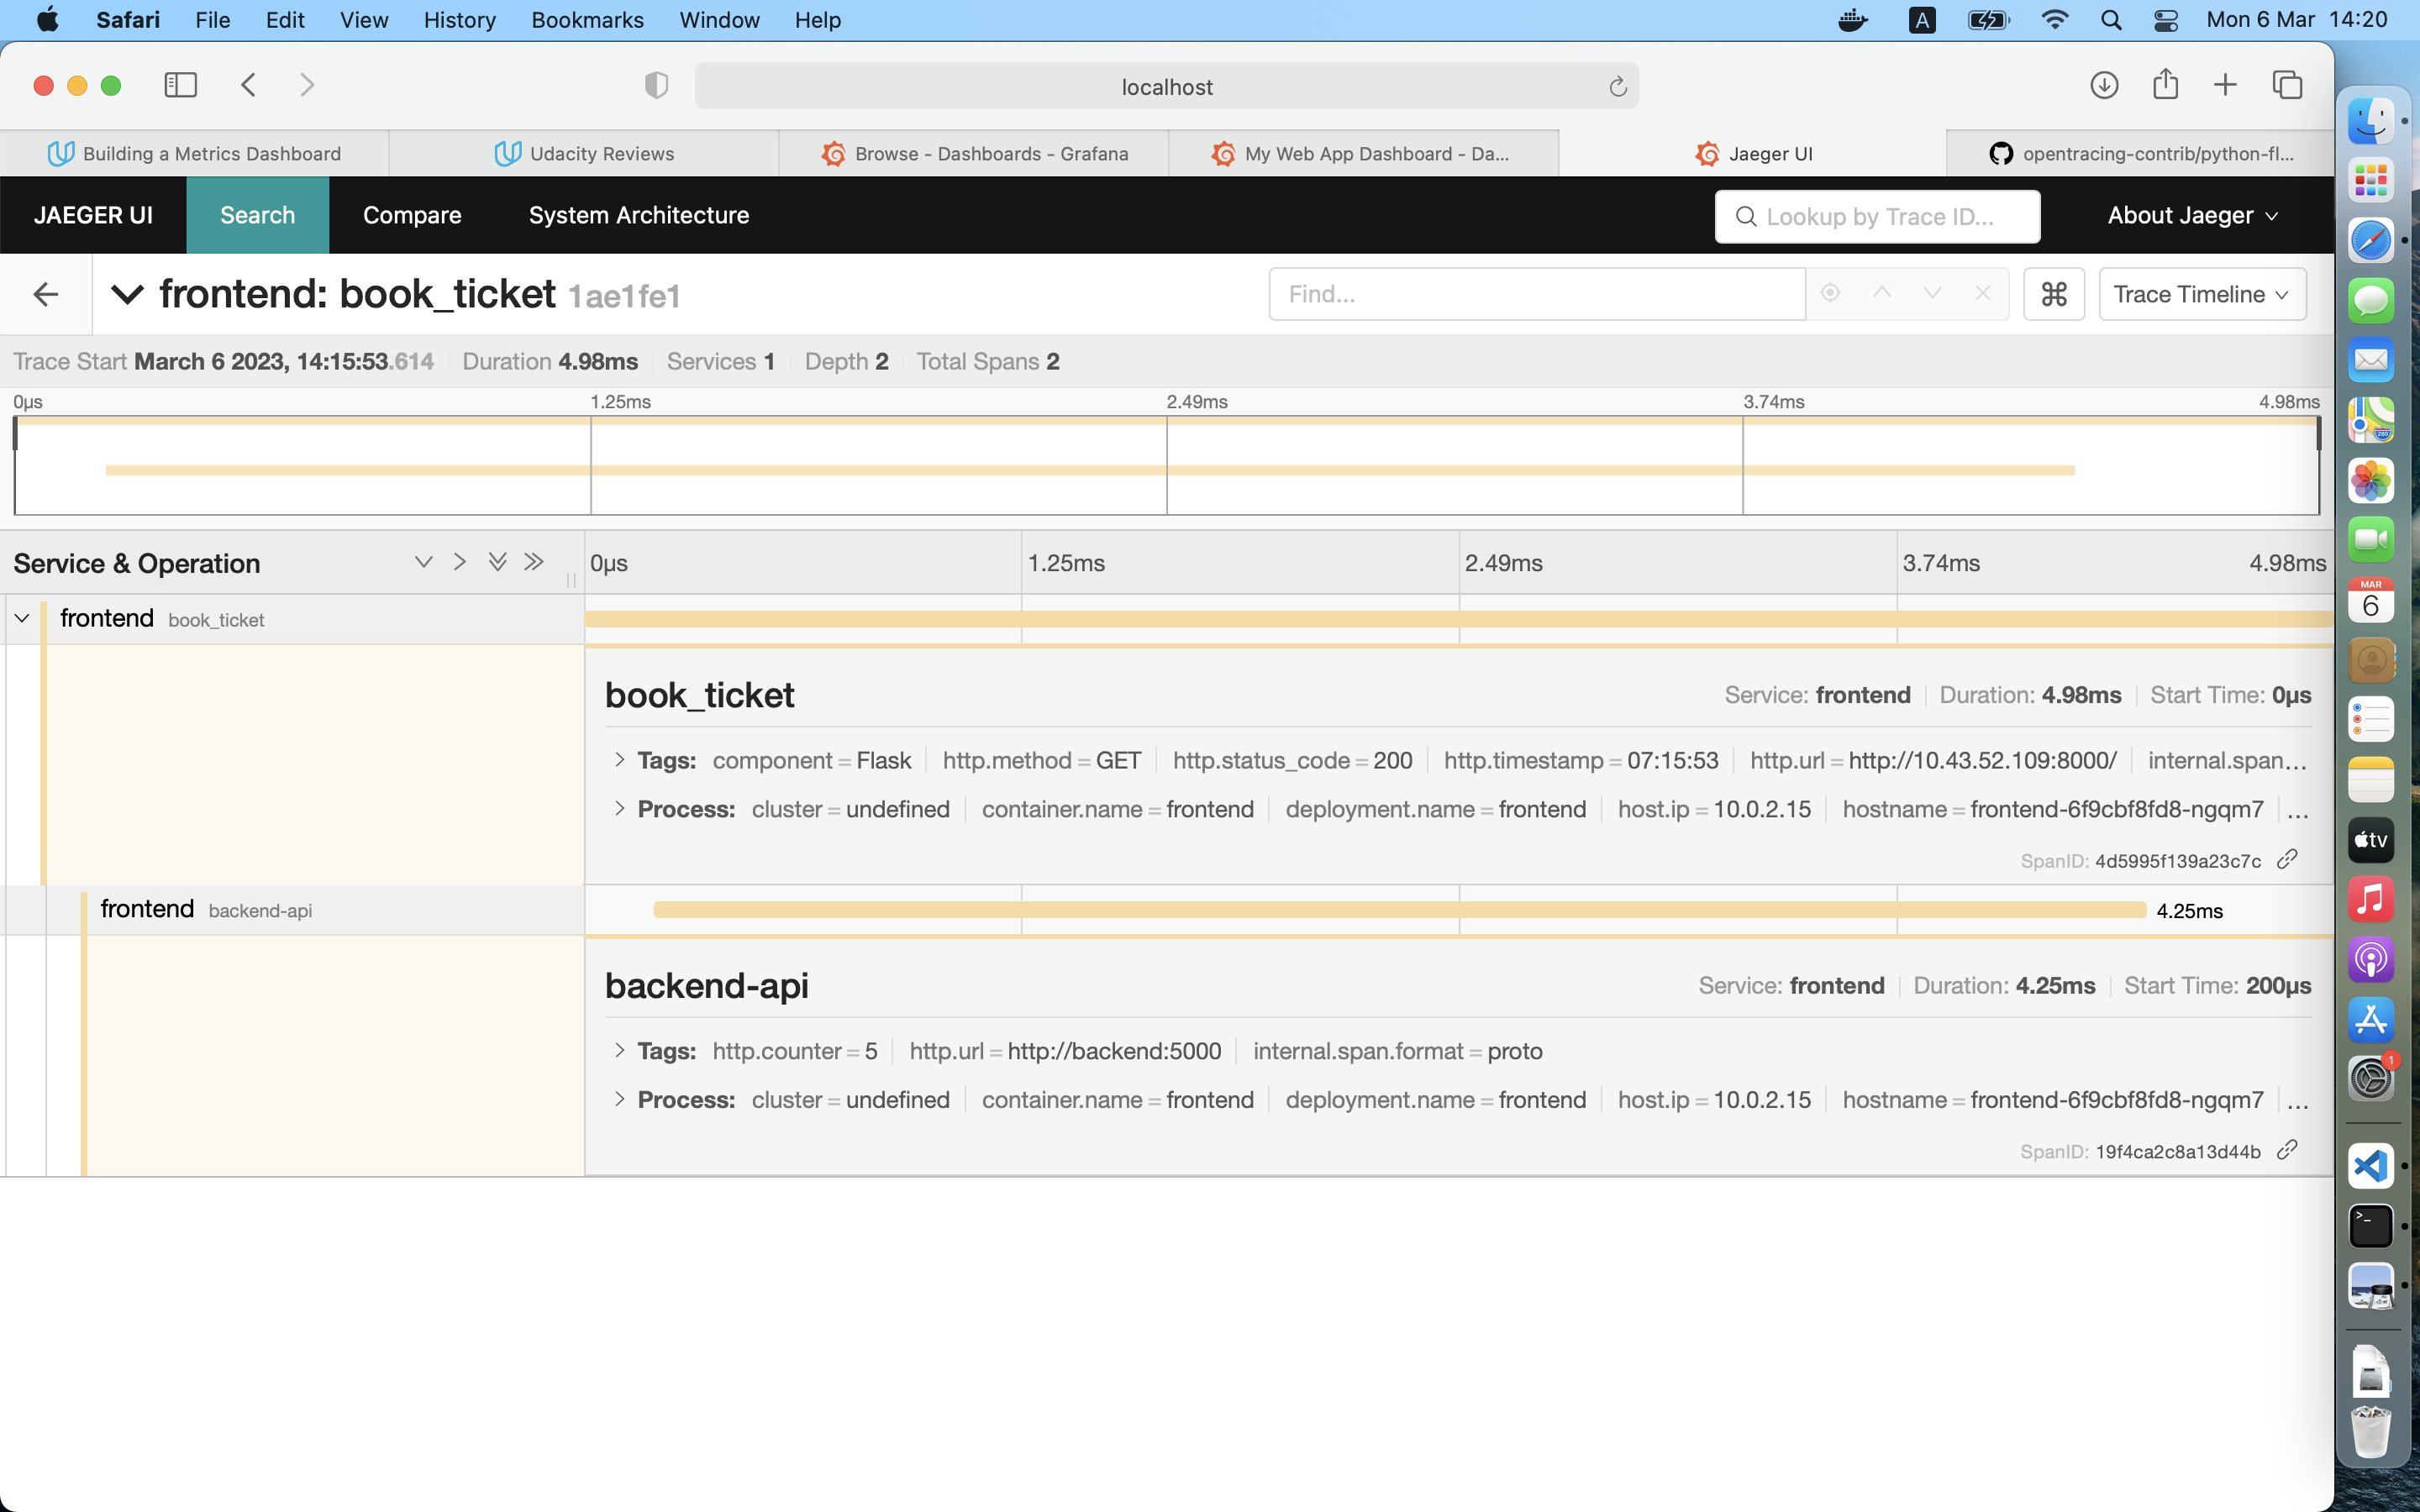 Safari File Edit View History Bookmarks Window Help A Mon 6 Mar 14:20
localhost
Building a Metrics Dashboard Udacity Reviews Browse - Dashboards - Grafana My Web App Dashboard - Da... Jaeger UI opentracing-contrib/python-fl...
JAEGER UI Search Compare System Architecture Lookup by Trace ID... About Jaeger
frontend: book_ticket 1ae1fe1 Find... ⌘ Trace Timeline
Trace Start March 6 2023, 14:15:53.614 Duration 4.98ms Services 1 Depth 2 Total Spans 2
0μs 1.25ms 2.49ms 3.74ms 4.98ms
Service & Operation 0μs 1.25ms 2.49ms 3.74ms 4.98ms
frontend book_ticket
book_ticket Service: frontend Duration: 4.98ms Start Time: 0μs
Tags: component = Flask http.method = GET http.status_code = 200 http.timestamp = 07:15:53 http.url = http://10.43.52.109:8000/ internal.span...
Process: cluster = undefined container.name = frontend deployment.name = frontend host.ip = 10.0.2.15 hostname = frontend-6f9cbf8fd8-ngqm7 ...
SpanID: 4d5995f139a23c7c
frontend backend-api 4.25ms
backend-api Service: frontend Duration: 4.25ms Start Time: 200μs
Tags: http.counter = 5 http.url = http://backend:5000 internal.span.format = proto
Process: cluster = undefined container.name = frontend deployment.name = frontend host.ip = 10.0.2.15 hostname = frontend-6f9cbf8fd8-ngqm7 ...
SpanID: 19f4ca2c8a13d44b
MAR
6
tv
1
>_